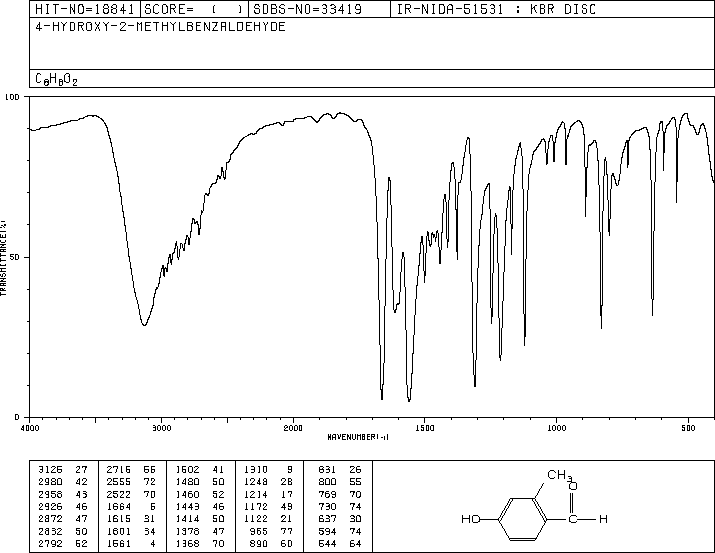 HIT-NO=18841 SCORE= ( ) SDBS-NO=33419 IR-NIDA-51531 : KBR DISC
4-HYDROXY-2-METHYLBENZALDEHYDE
C8H8O2
100
TRANSMITTANCE(%)
50
0
4000 3000 2000 1500 1000 500
WAVENUMBER(-1)
3126 27 2716 56 1502 41 1310 9 831 26
2980 42 2555 72 1480 50 1248 28 800 55
2958 43 2522 70 1460 52 1214 17 769 70
2926 46 1664 5 1443 46 1172 49 730 74
2872 47 1615 31 1414 50 1122 21 637 30
2832 50 1601 34 1378 47 965 77 594 74
2792 52 1561 4 1368 70 890 60 544 64
CH3
O
HO
C
H